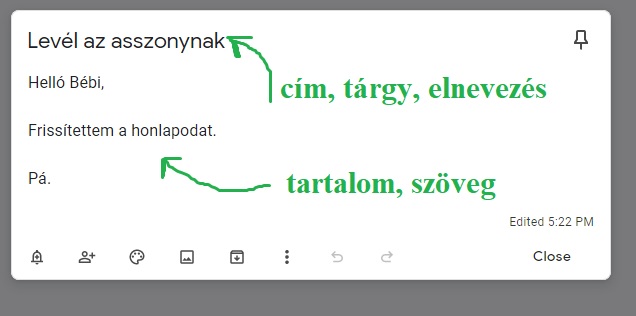 Levél az asszonynak
Helló Bébi,
cím, tárgy, elnevezés
Frissítettem a honlapodat.
Pá.
tartalom, szöveg
Edited 5:22 PM
Close